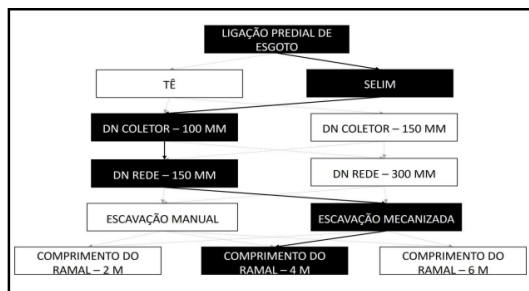 LIGAÇÃO PREDIAL DE
ESGOTO
TÊ
SELIM
DN COLETOR – 100 MM
DN COLETOR – 150 MM
DN REDE – 150 MM
DN REDE – 300 MM
ESCAVAÇÃO MANUAL
ESCAVAÇÃO MECANIZADA
COMPRIMENTO DO
RAMAL – 2 M
COMPRIMENTO DO
RAMAL – 4 M
COMPRIMENTO DO
RAMAL – 6 M